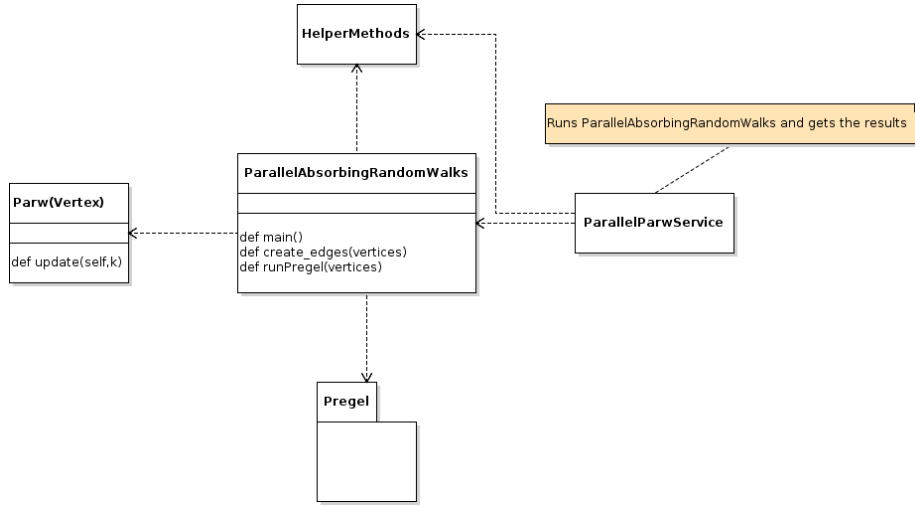 HelperMethods
Runs ParallelAbsorbingRandomWalks and gets the results
ParallelAbsorbingRandomWalks
def main()
def create_edges(vertices)
def runPregel(vertices)
Parw(Vertex)
def update(self,k)
ParallelParwService
Pregel